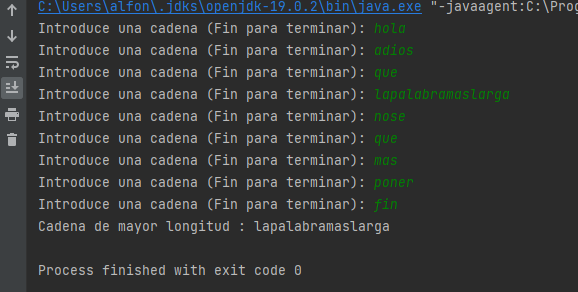 C:\Users\alfon\.jdks\openjdk-19.0.2\bin\java.exe "-javaagent:C:\Prog
Introduce una cadena (Fin para terminar): hola
Introduce una cadena (Fin para terminar): adios
Introduce una cadena (Fin para terminar): que
Introduce una cadena (Fin para terminar): lapalabramaslarga
Introduce una cadena (Fin para terminar): nose
Introduce una cadena (Fin para terminar): que
Introduce una cadena (Fin para terminar): mas
Introduce una cadena (Fin para terminar): poner
Introduce una cadena (Fin para terminar): fin
Cadena de mayor longitud : lapalabramaslarga
Process finished with exit code 0